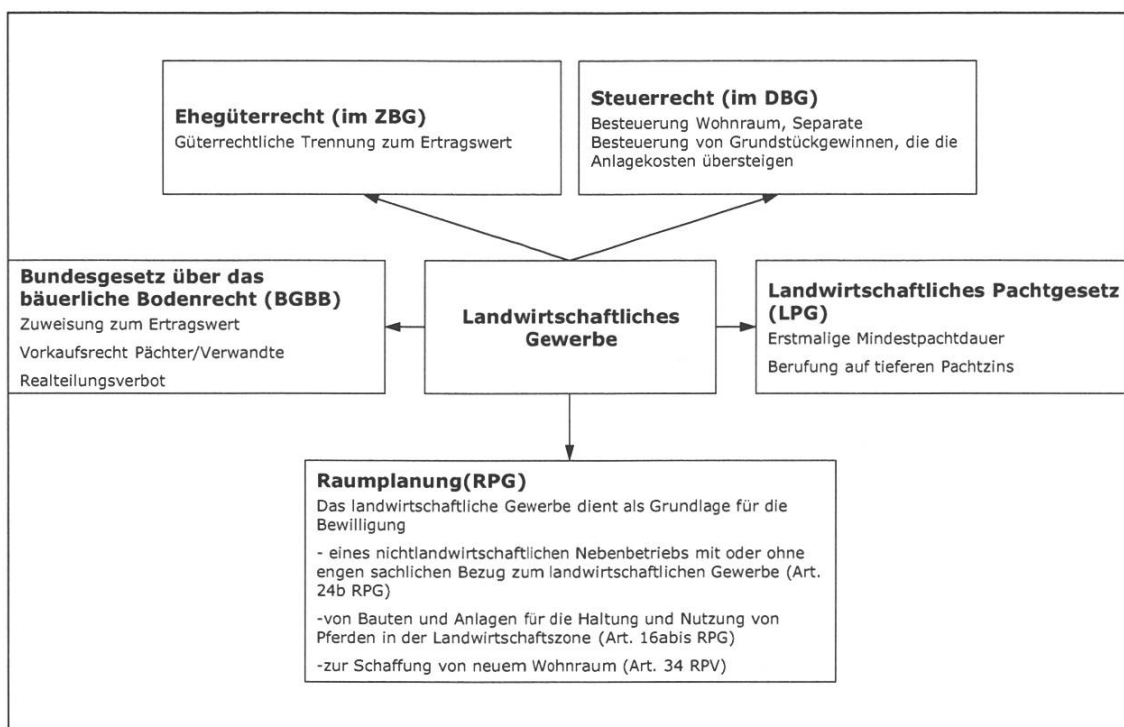 Ehegüterrecht (im ZBG)
Güterrechtliche Trennung zum Ertragswert
Steuerrecht (im DBG)
Besteuerung Wohnraum, Separate
Besteuerung von Grundstückgewinnen, die die
Anlagekosten übersteigen
Bundesgesetz über das
bäuerliche Bodenrecht (BGBB)
Zuweisung zum Ertragswert
Vorkaufsrecht Pächter/Verwandte
Realteilungsverbot
Landwirtschaftliches
Gewerbe
Landwirtschaftliches Pachtgesetz
(LPG)
Erstmalige Mindestpachtdauer
Berufung auf tieferen Pachtzins
Raumplanung(RPG)
Das landwirtschaftliche Gewerbe dient als Grundlage für die
Bewilligung
- eines nichtlandwirtschaftlichen Nebenbetriebs mit oder ohne
engen sachlichen Bezug zum landwirtschaftlichen Gewerbe (Art.
24b RPG)
-von Bauten und Anlagen für die Haltung und Nutzung von
Pferden in der Landwirtschaftszone (Art. 16abis RPG)
-zur Schaffung von neuem Wohnraum (Art. 34 RPV)